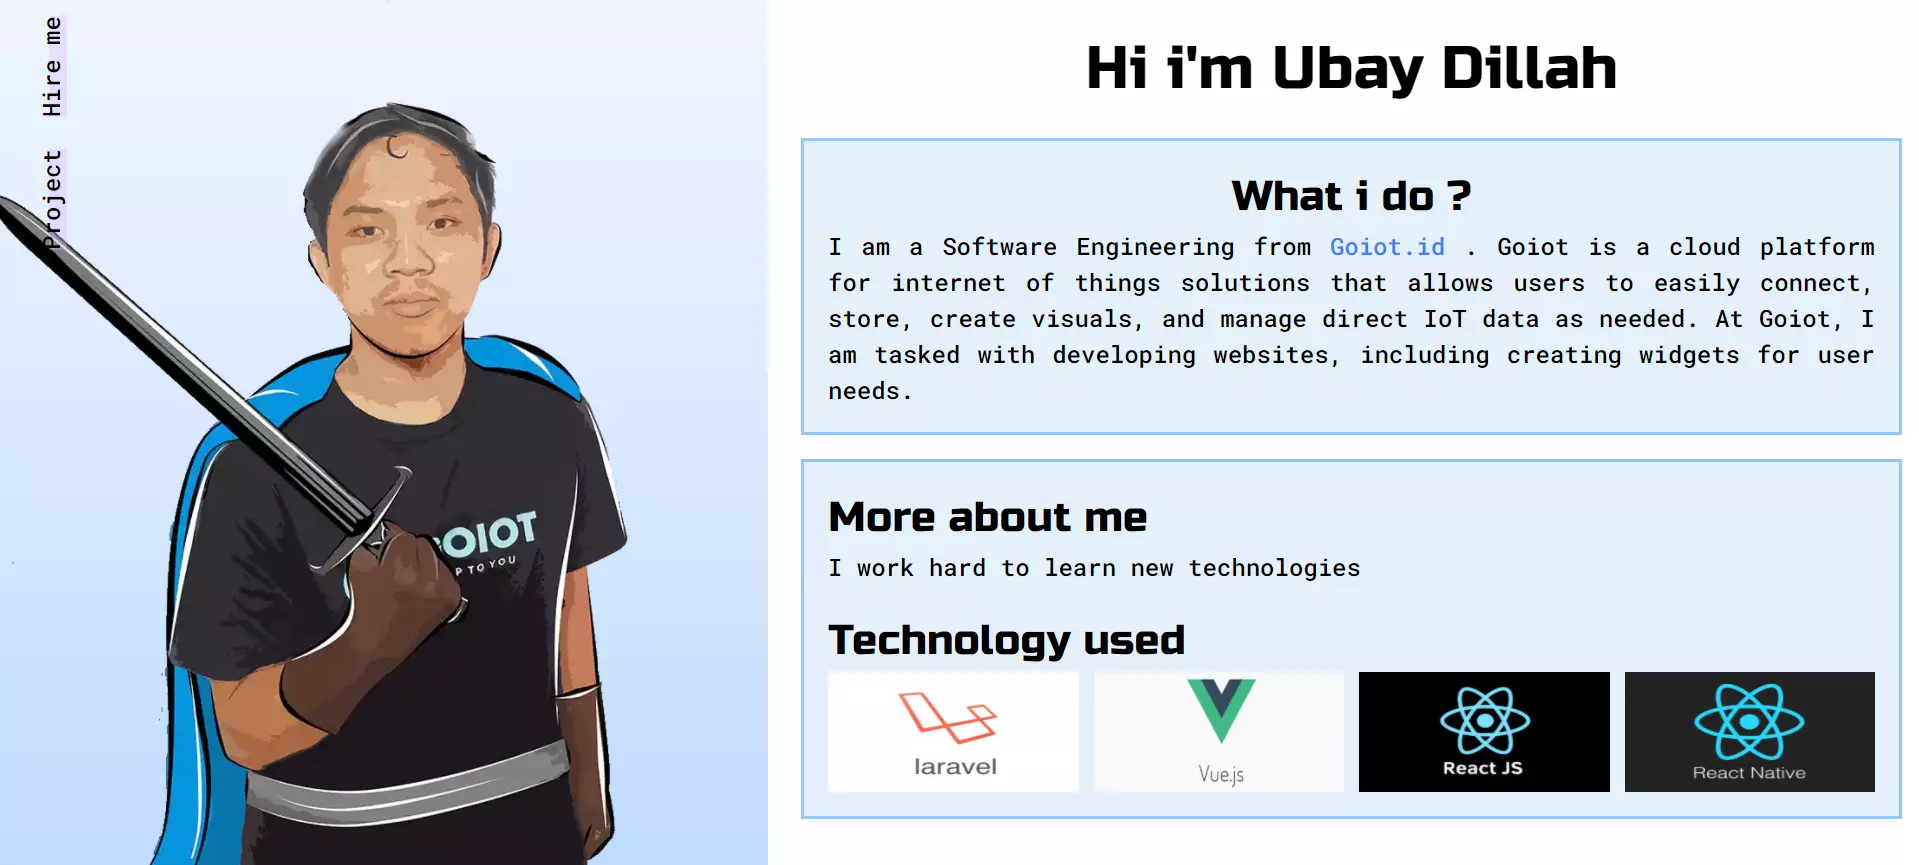 Hire me
Project
Hi i'm Ubay Dillah
What i do ?
I am a Software Engineering from Goiot.id . Goiot is a cloud platform
for internet of things solutions that allows users to easily connect,
store, create visuals, and manage direct IoT data as needed. At Goiot, I
am tasked with developing websites, including creating widgets for user
needs.
More about me
I work hard to learn new technologies
Technology used
laravel
Vue.js
React JS
React Native
OIOT
P TO YOU